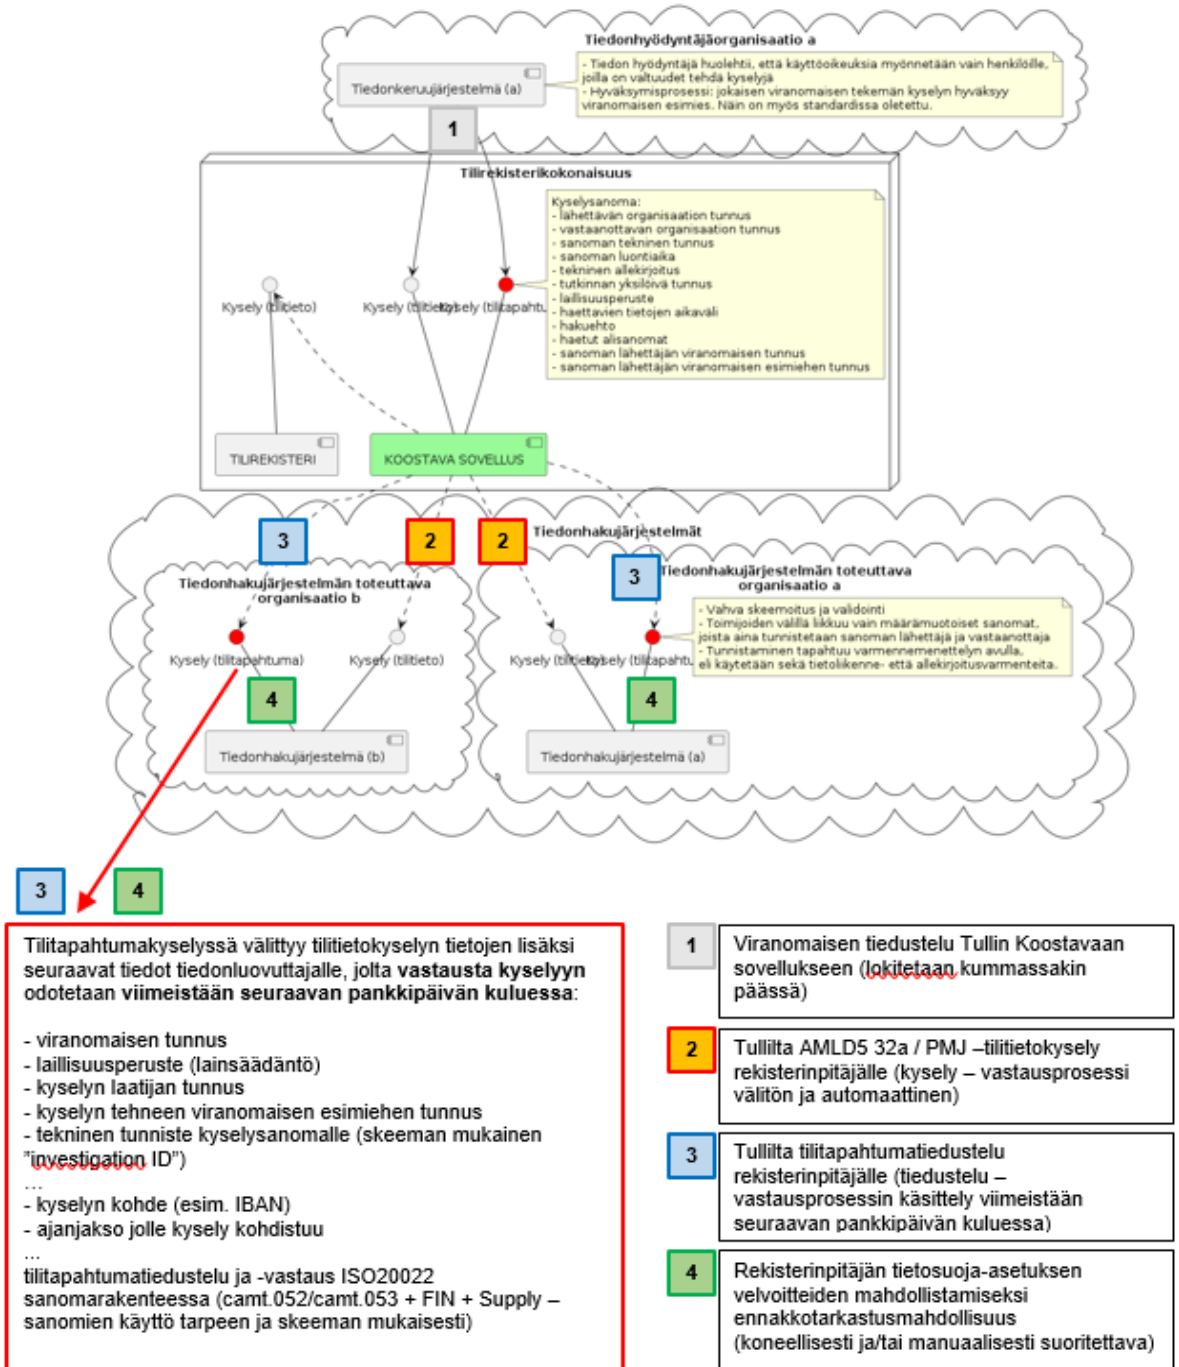 Tiedonhyödyntäjäorganisaatio a
Tiedonkeruujärjestelmä (a)
- Tiedon hyödyntäjä huolehtii, että käyttöoikeuksia myönnetään vain henkilöille,
joilla on valtuudet tehdä kyselyjä
- Hyväksymisprosessi: jokaisen viranomaisen tekemän kyselyn hyväksyy
viranomaisen esimies. Näin on myös standardissa oletettu.
1
Tilirekisterikokonaisuus
Kyselysanoma:
- lähettävän organisaation tunnus
- vastaanottavan organisaation tunnus
- sanoman tekninen tunnus
- sanoman luontiaika
- tekninen allekirjoitus
- tutkinnan yksilöivä tunnus
- laillisuusperuste
- haettavien tietojen aikaväli
- hakuehto
- haetut alisanomat
- sanoman lähettäjän viranomaisen tunnus
- sanoman lähettäjän viranomaisen esimiehen tunnus
Kysely (tilitieto)
Kysely (tilitieto)
Kysely (tilitapahtu
TILIREKISTERI
KOOSTAVA SOVELLUS
3
2
2
Tiedonhakujärjestelmät
3
Tiedonhakujärjestelmän toteuttava
organisaatio b
Tiedonhakujärjestelmän toteuttava
organisaatio a
- Vahva skeemoitus ja validointi
- Toimijoiden välillä liikkuu vain määrämuotoiset sanomat,
joista aina tunnistetaan sanoman lähettäjä ja vastaanottaja
- Tunnistaminen tapahtuu varmennemenettelyn avulla,
eli käytetään sekä tietoliikenne- että allekirjoitusvarmenteita.
Kysely (tilitapahtuma)
Kysely (tilitieto)
Kysely (tilitieto)
Kysely (tilitapahtu
4
4
Tiedonhakujärjestelmä (b)
Tiedonhakujärjestelmä (a)
3
4
Tilitapahtumakyselyssä välittyy tilitietokyselyn tietojen lisäksi
seuraavat tiedot tiedonluovuttajalle, jolta vastausta kyselyyn
odotetaan viimeistään seuraavan pankkipäivän kuluessa:
- viranomaisen tunnus
- laillisuusperuste (lainsäädäntö)
- kyselyn laatijan tunnus
- kyselyn tehneen viranomaisen esimiehen tunnus
- tekninen tunniste kyselysanomalle (skeeman mukainen
"investigation ID")
...
- kyselyn kohde (esim. IBAN)
- ajanjakso jolle kysely kohdistuu
...
tilitapahtumatiedustelu ja -vastaus ISO20022
sanomarakenteessa (camt.052/camt.053 + FIN + Supply –
sanomien käyttö tarpeen ja skeeman mukaisesti)
1
Viranomaisen tiedustelu Tullin Koostavaan
sovellukseen (lokitetaan kummassakin
päässä)
2
Tullilta AMLD5 32a / PMJ –tilitietokysely
rekisterinpitäjälle (kysely – vastausprosessi
välitön ja automaattinen)
3
Tullilta tilitapahtumatiedustelu
rekisterinpitäjälle (tiedustelu –
vastausprosessin käsittely viimeistään
seuraavan pankkipäivän kuluessa)
4
Rekisterinpitäjän tietosuoja-asetuksen
velvoitteiden mahdollistamiseksi
ennakkotarkastusmahdollisuus
(koneellisesti ja/tai manuaalisesti suoritettava)